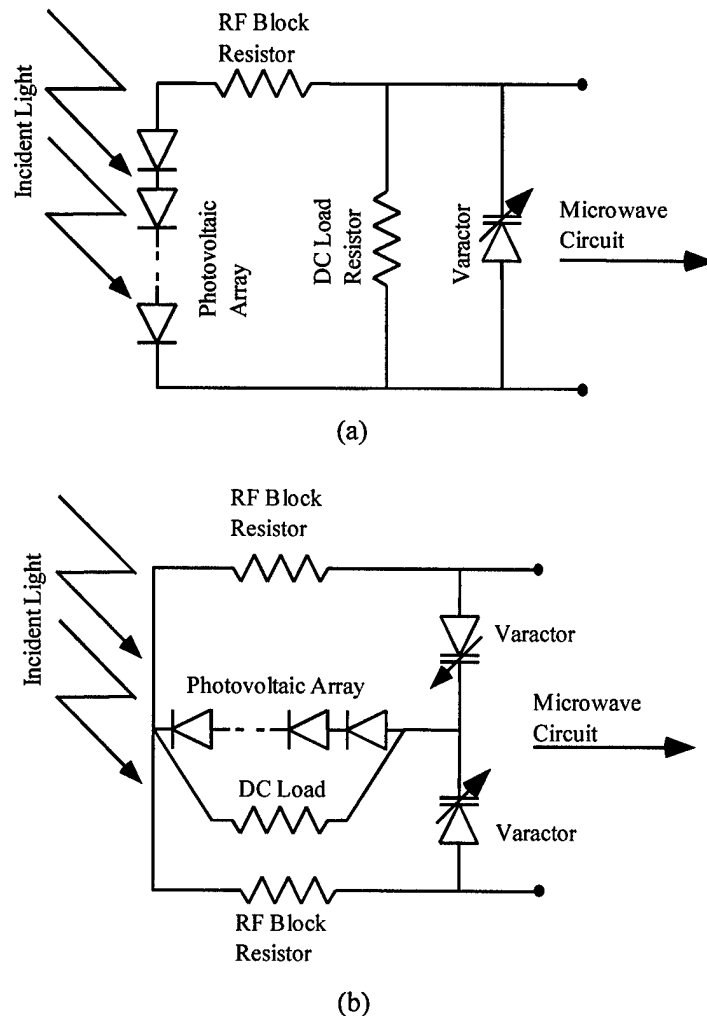 RF Block
Resistor
Incident Light
Photovoltaic
Array
DC Load
Resistor
Varactor
Microwave
Circuit
(a)
RF Block
Resistor
Incident Light
Varactor
Photovoltaic Array
Microwave
Circuit
DC Load
Varactor
RF Block
Resistor
(b)